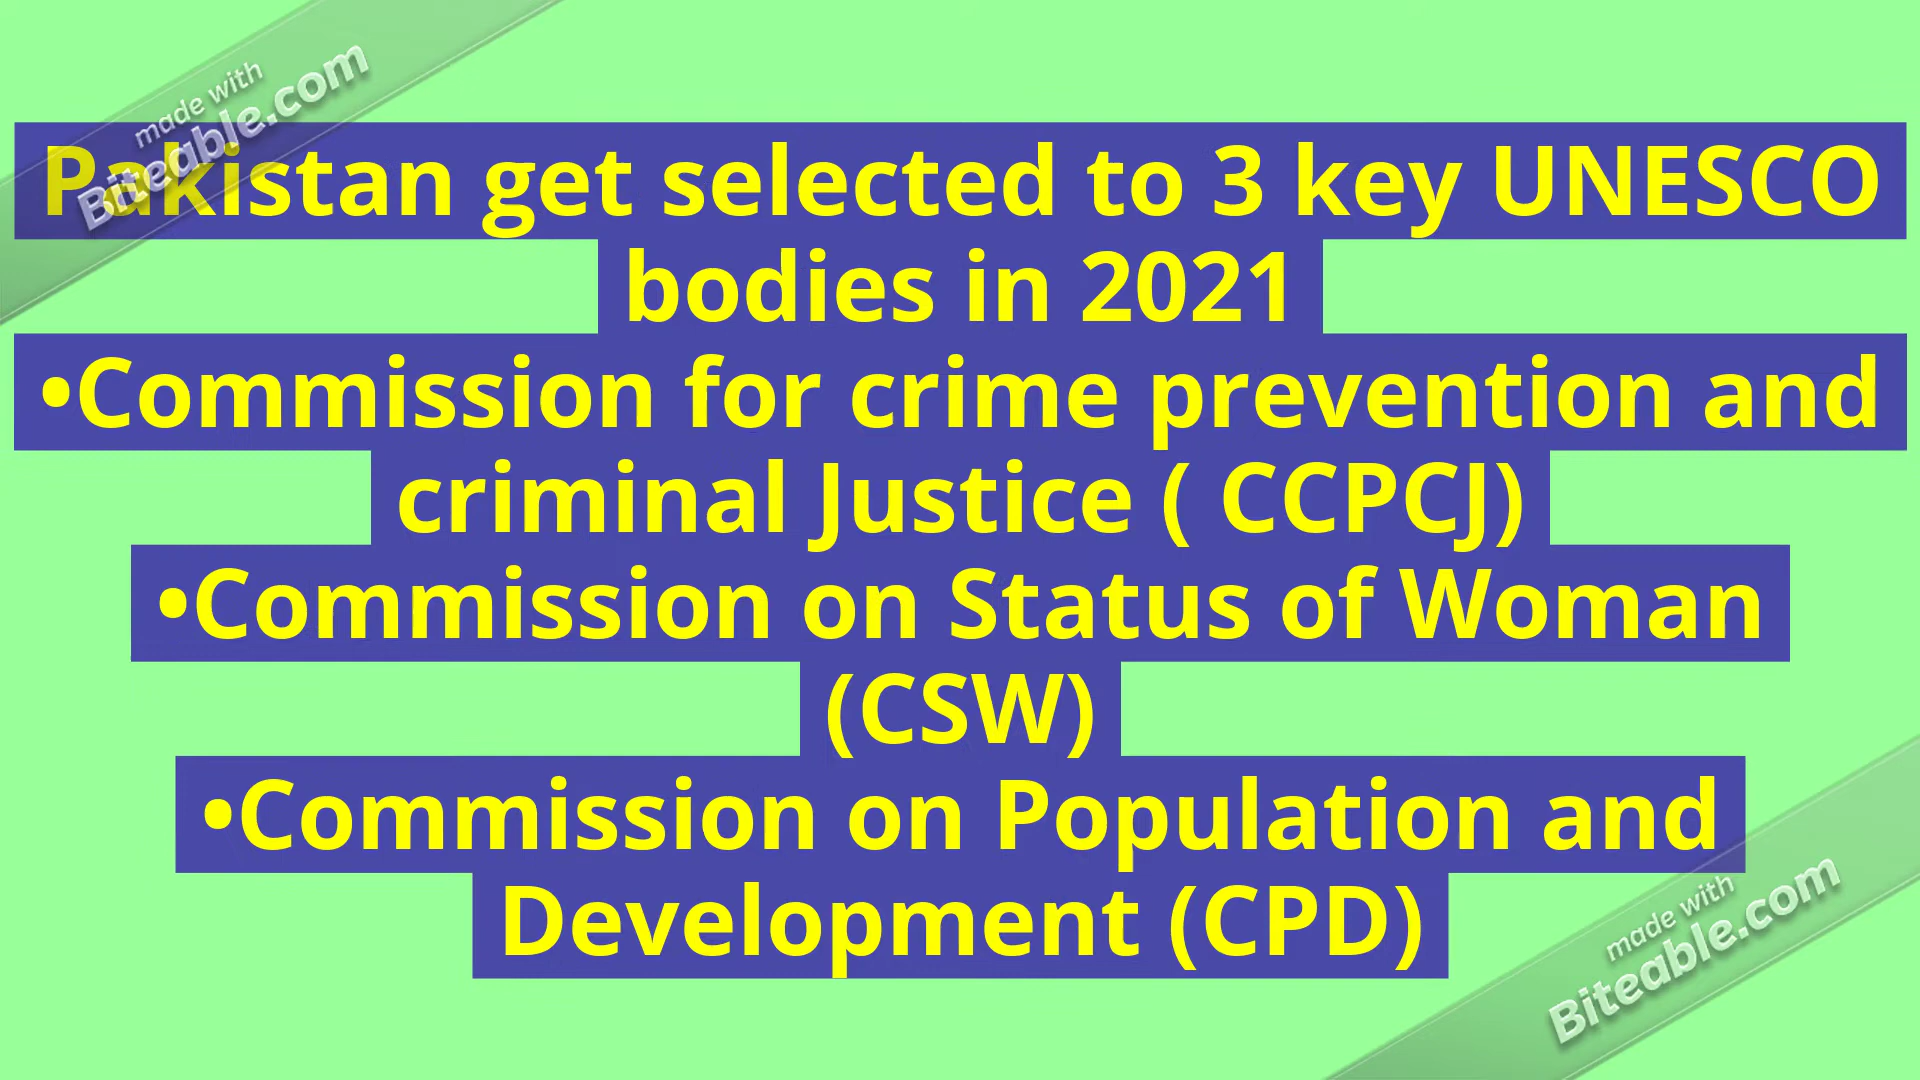 made with
Biteable.com
Pakistan get selected to 3 key UNESCO
bodies in 2021
•Commission for crime prevention and
criminal Justice ( CCPCJ)
•Commission on Status of Woman
(CSW)
•Commission on Population and
Development (CPD)
made with
Biteable.com